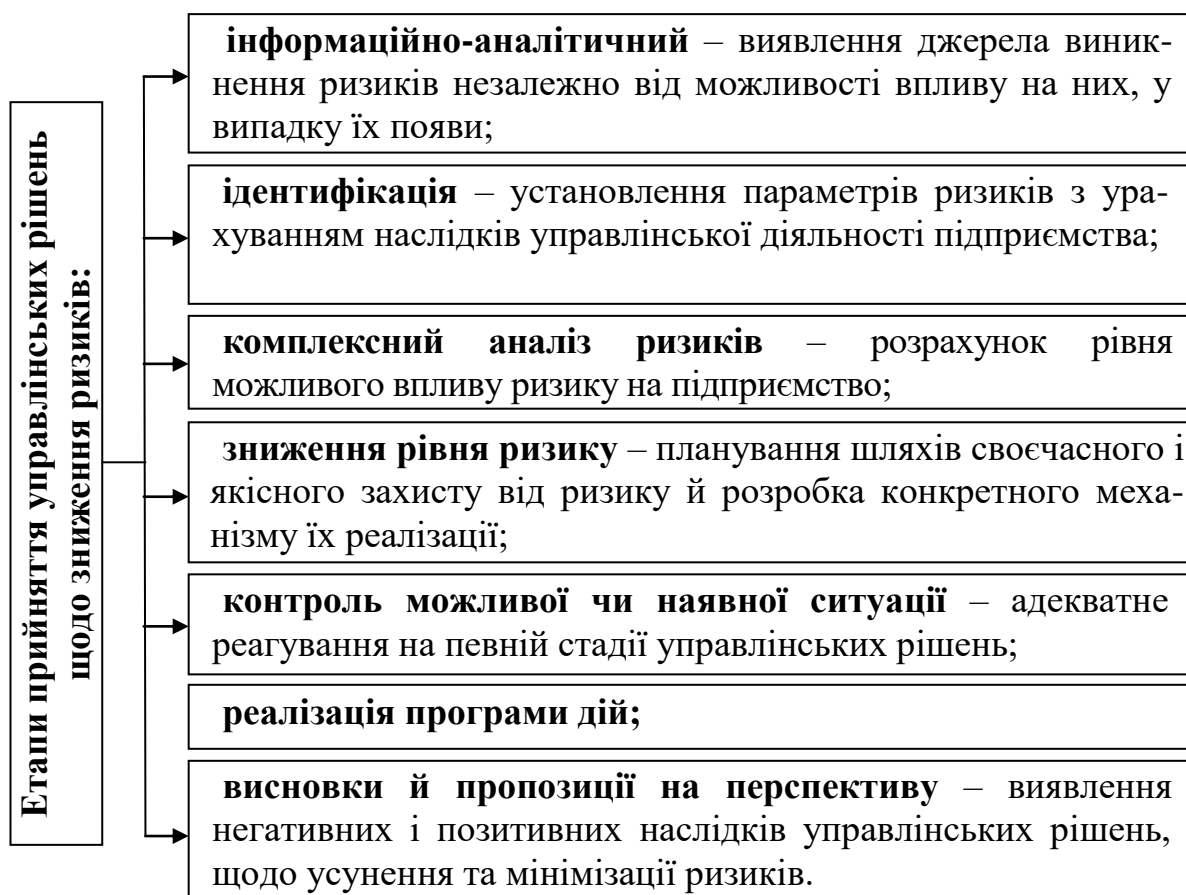 Етапи прийняття управлінських рішень
щодо зниження ризиків:
інформаційно-аналітичний – виявлення джерела виник-
нення ризиків незалежно від можливості впливу на них, у
випадку їх появи;
ідентифікація – установлення параметрів ризиків з ура-
хуванням наслідків управлінської діяльності підприємства;
комплексний аналіз ризиків – розрахунок рівня
можливого впливу ризику на підприємство;
зниження рівня ризику – планування шляхів своєчасного і
якісного захисту від ризику й розробка конкретного меха-
нізму їх реалізації;
контроль можливої чи наявної ситуації – адекватне
реагування на певній стадії управлінських рішень;
реалізація програми дій;
висновки й пропозиції на перспективу – виявлення
негативних і позитивних наслідків управлінських рішень,
щодо усунення та мінімізації ризиків.